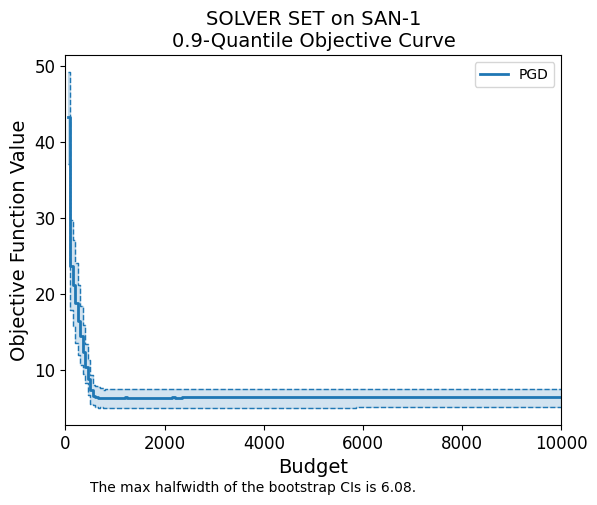 SOLVER SET on SAN-1
0.9-Quantile Objective Curve
PGD
Objective Function Value
50
40
30
20
10
0
2000
4000
6000
8000
10000
Budget
The max halfwidth of the bootstrap CIs is 6.08.